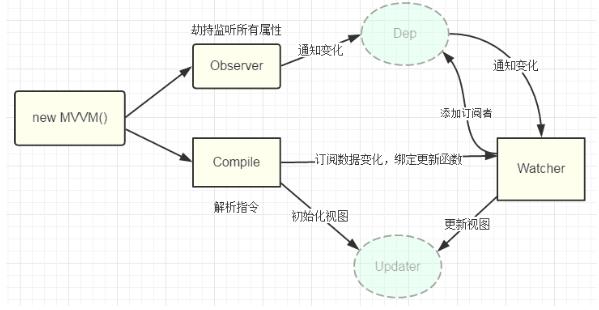 劫持监听所有属性
Dep
Observer
通知变化
通知变化
new MVVM()
添加订阅者
Compile
订阅数据变化，绑定更新函数
Watcher
解析指令
初始化视图
更新视图
Updater